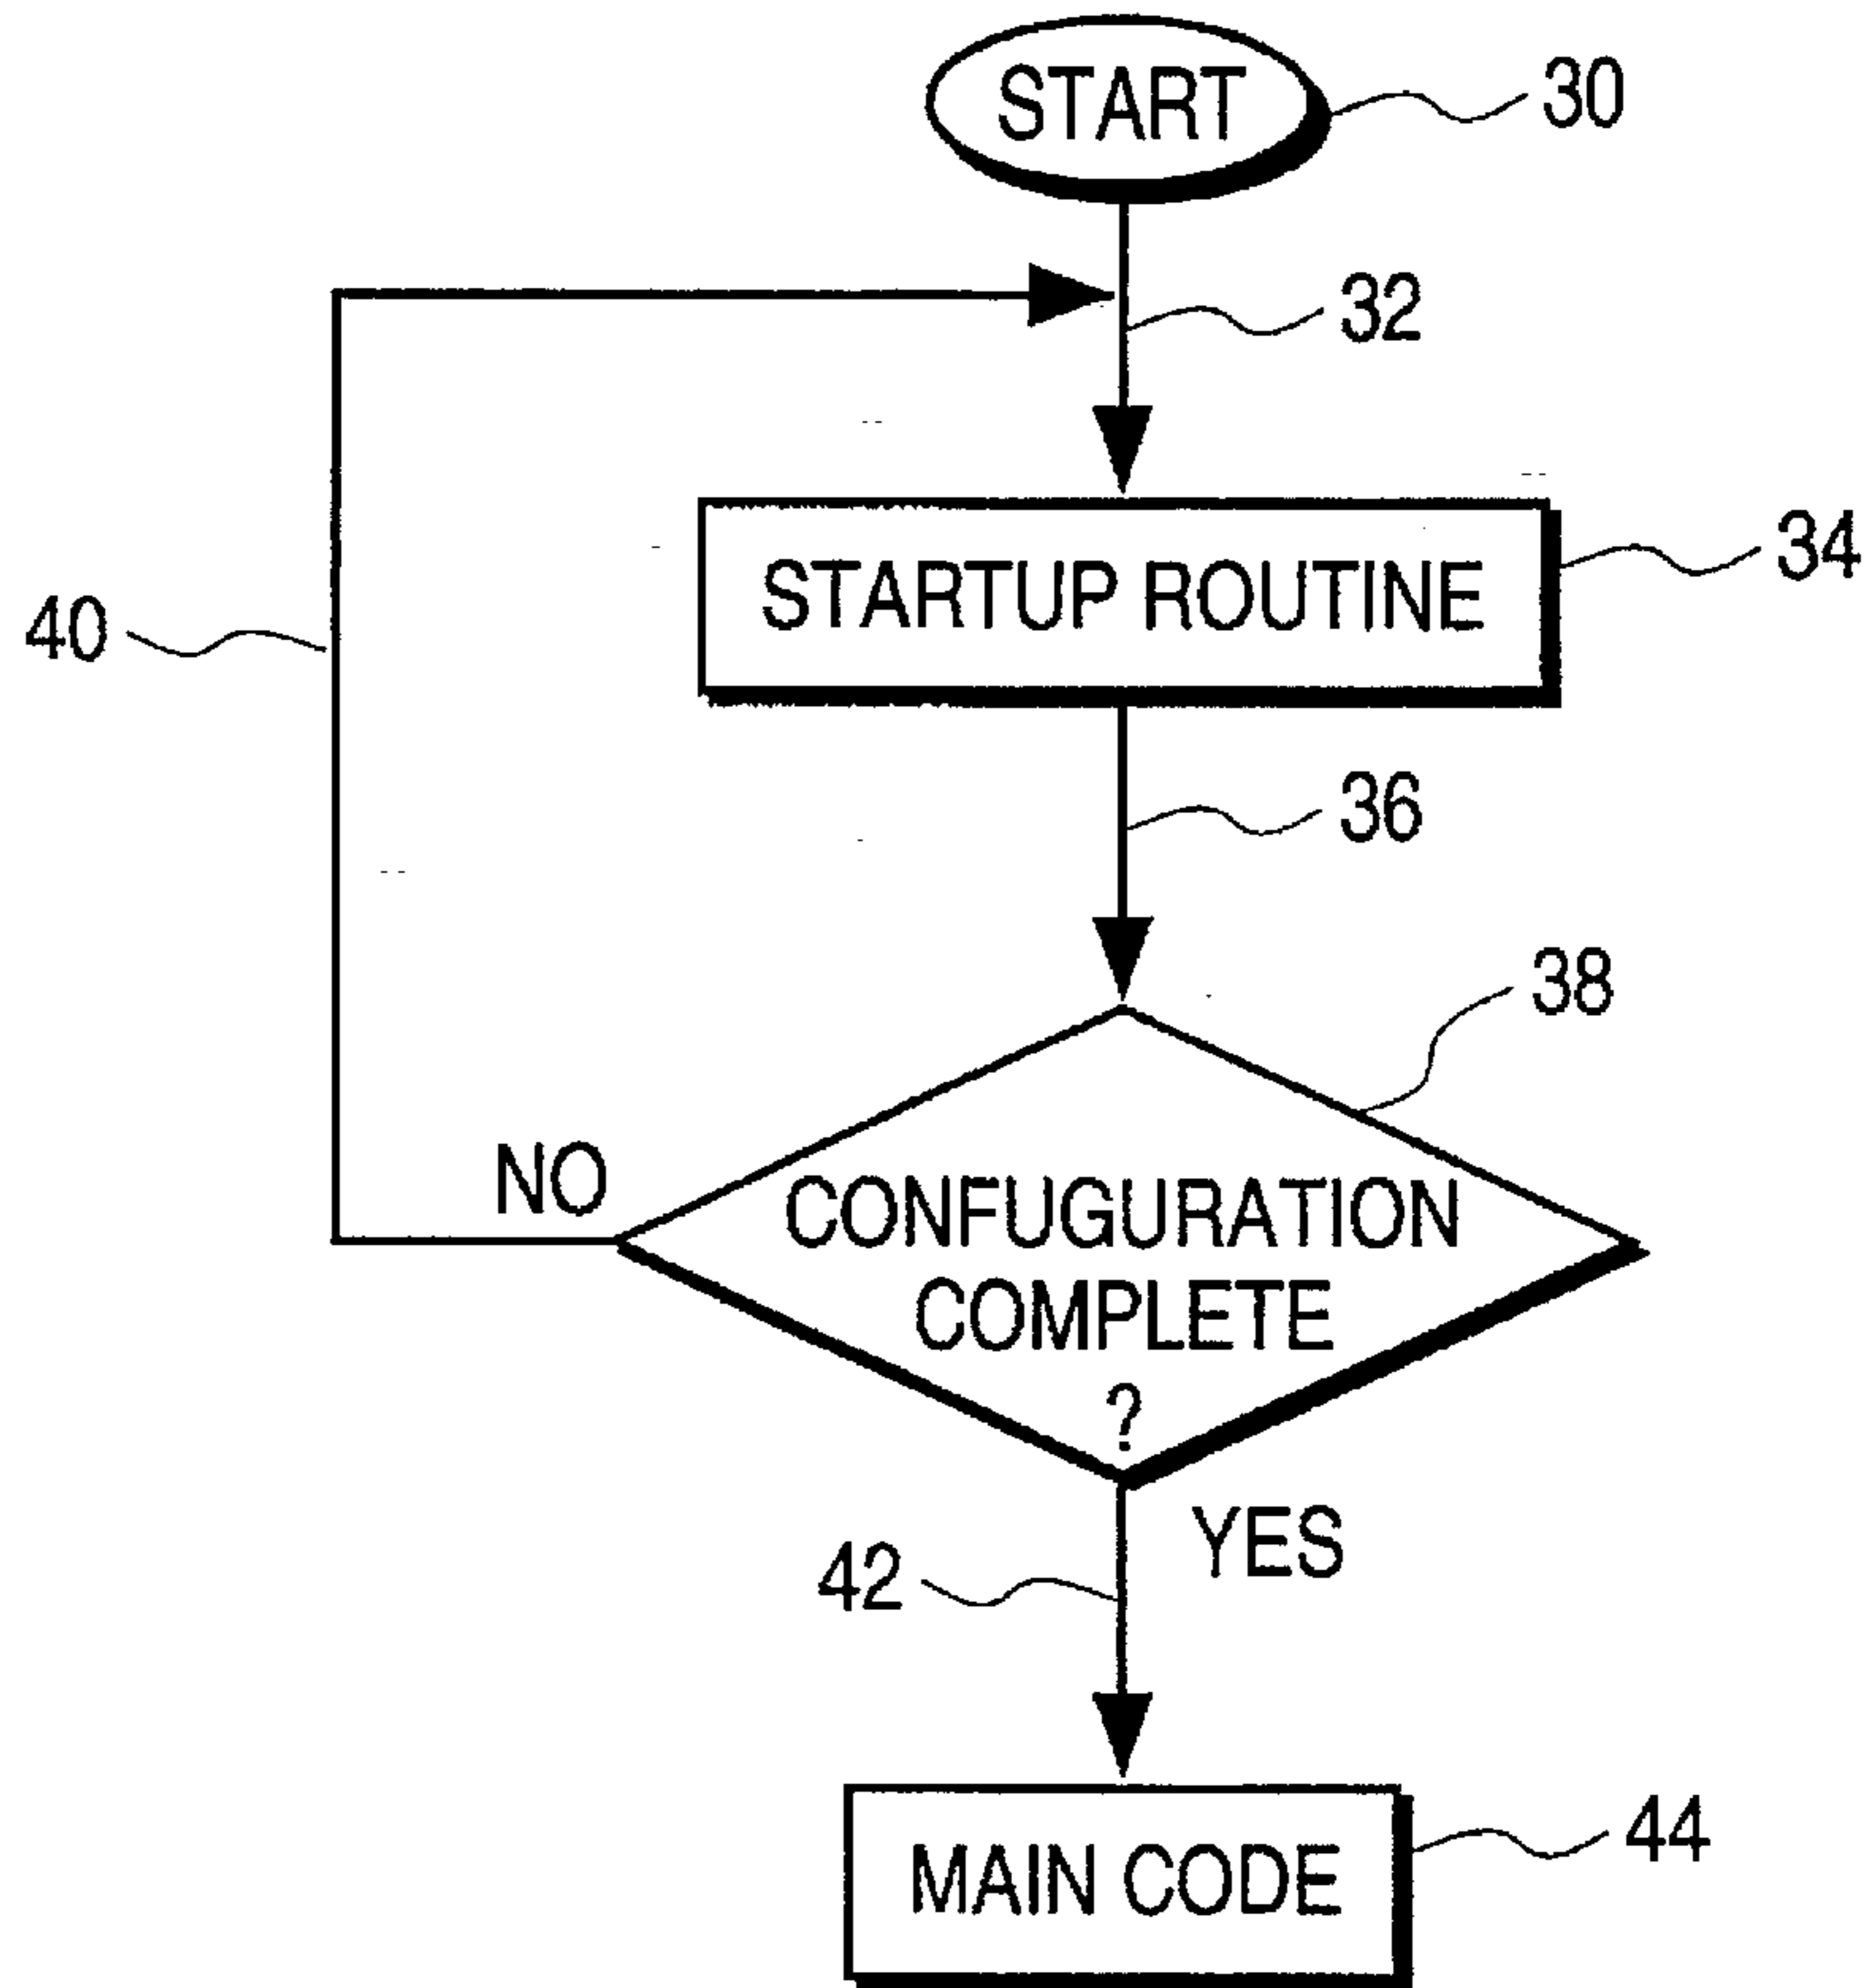 START
30
32
STARTUP ROUTINE
34
40
36
38
NO
CONFUGURATION
COMPLETE
?
YES
42
MAIN CODE
44